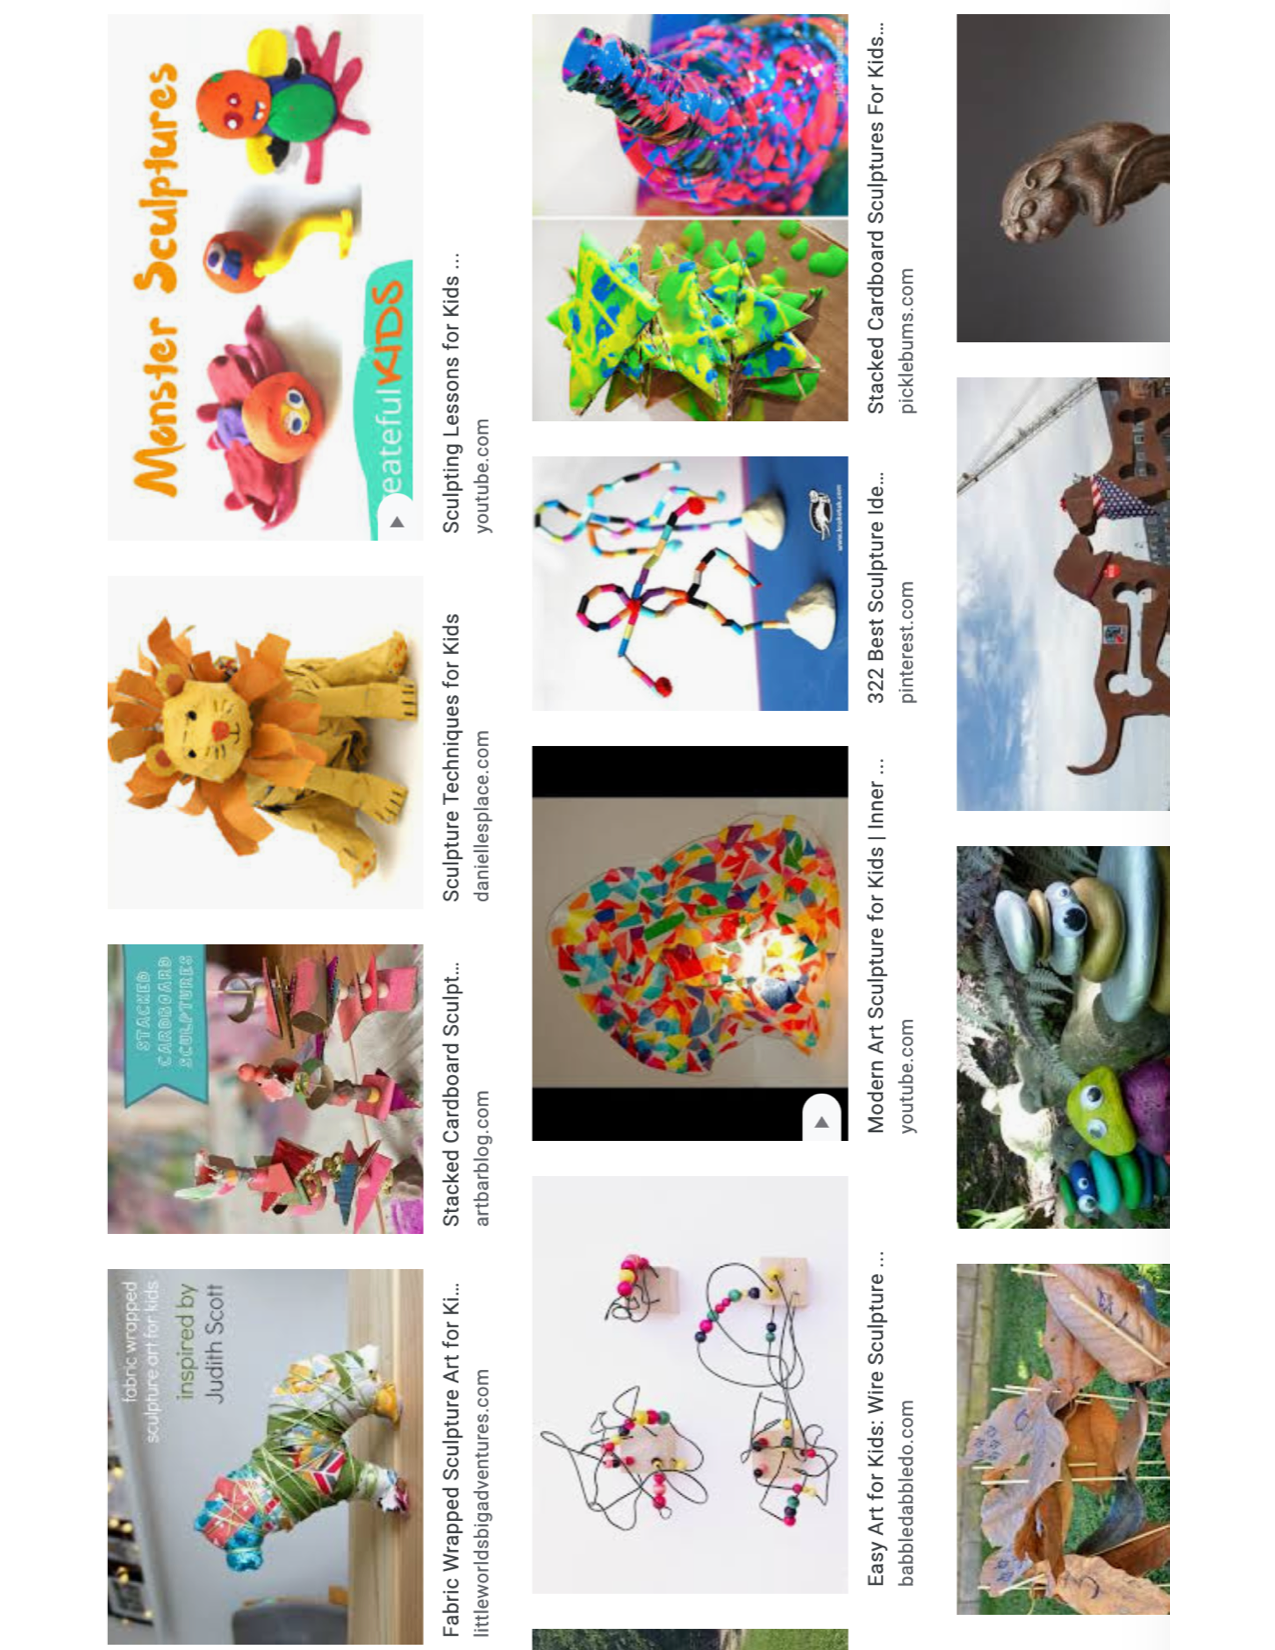 fabric wrapped
sculpture art for kids
inspired by
Judith Scott
Fabric Wrapped Sculpture Art for Ki...
littleworldsbigadventures.com
STACKED
CARDBOARD
SCULPTURES
Stacked Cardboard Sculpt...
artbarblog.com
Sculpture Techniques for Kids
daniellesplace.com
Monster Sculptures
eatefulKIDS
Sculpting Lessons for Kids ...
youtube.com
Easy Art for Kids: Wire Sculpture ...
babbledabbledo.com
Modern Art Sculpture for Kids | Inner ...
youtube.com
www.krokotak.com
322 Best Sculpture Ide...
pinterest.com
Stacked Cardboard Sculptures For Kids...
picklebums.com